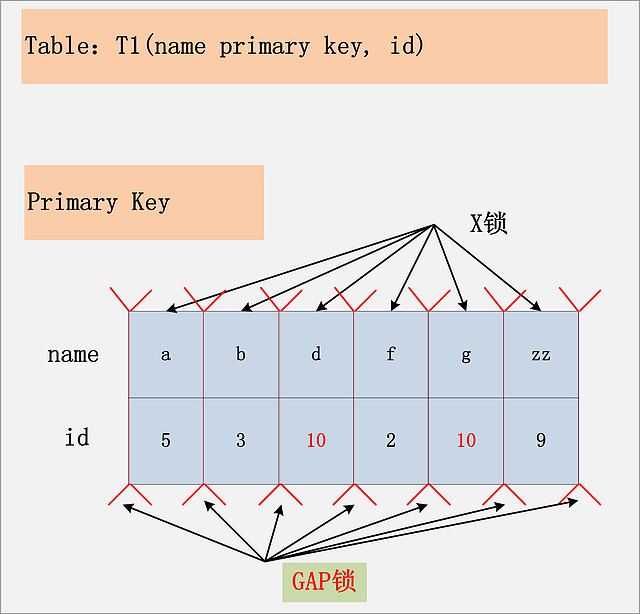 Table: T1(name primary key, id)
Primary Key
X锁
name a b d f g zz
id 5 3 10 2 10 9
GAP锁